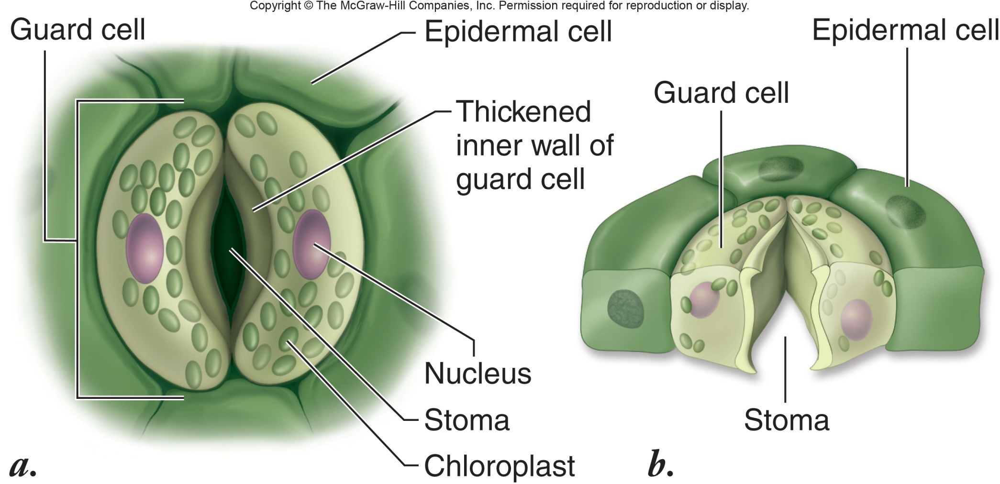 Copyright © The McGraw-Hill Companies, Inc. Permission required for reproduction or display.
Guard cell
Epidermal cell
Thickened
inner wall of
guard cell
Nucleus
Stoma
Chloroplast
a.
Epidermal cell
Guard cell
Stoma
b.